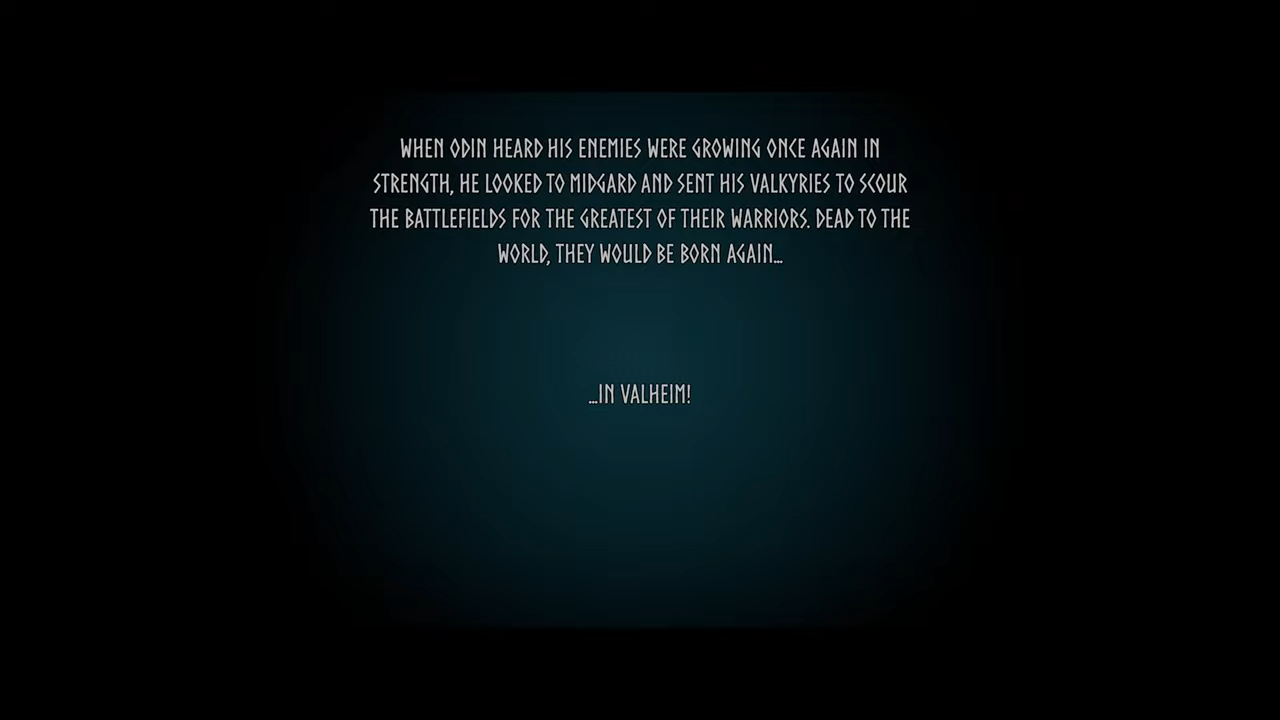 WHEN ODIN HEARD HIS ENEMIES WERE GROWING ONCE AGAIN IN
STRENGTH, HE LOOKED TO MIDGARD AND SENT HIS VALKYRIES TO SCOUR
THE BATTLEFIELDS FOR THE GREATEST OF THEIR WARRIORS. DEAD TO THE
WORLD, THEY WOULD BE BORN AGAIN...
...IN VALHEIM!